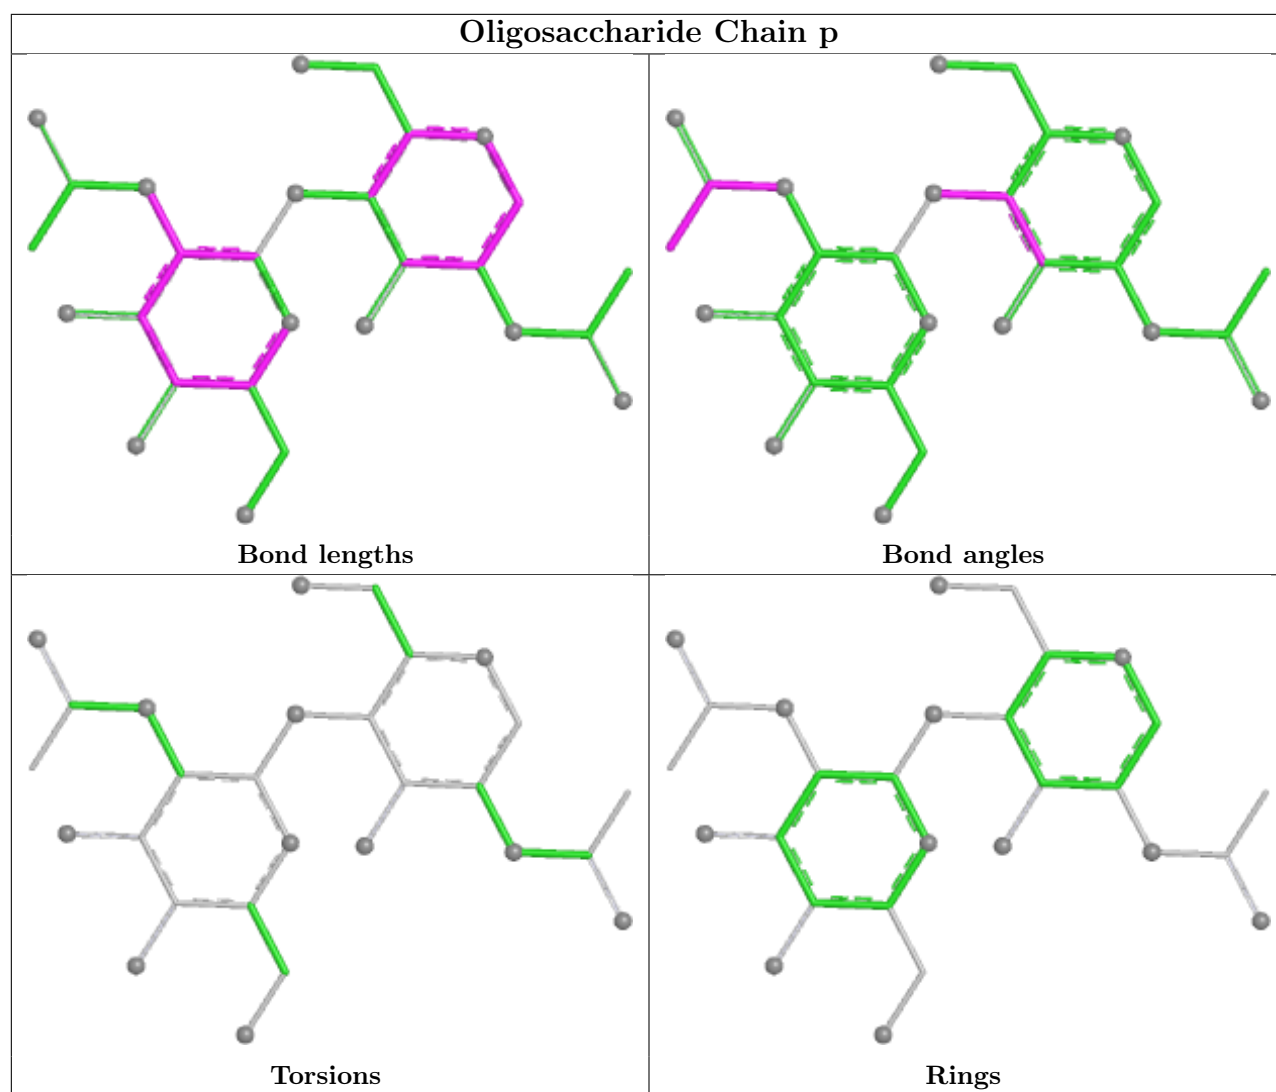 Oligosaccharide Chain p
Bond lengths
Bond angles
Torsions
Rings